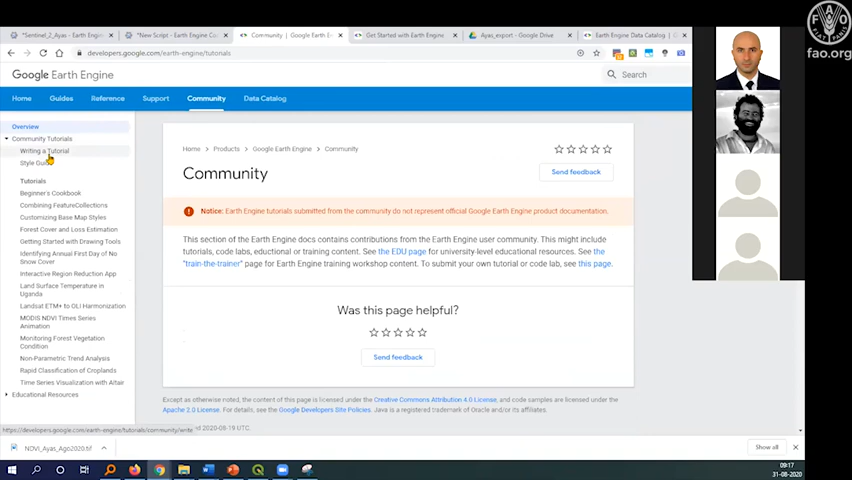 *Sentinel_2_Ayas - Earth Engine
*New Script - Earth Engine Co
Community | Google Earth E
Get Started with Earth Engine
Ayas_export - Google Drive
Earth Engine Data Catalog | E
FAO
fao.org
developers.google.com/earth-engine/tutorials
Google Earth Engine
Search
Home
Guides
Reference
Support
Community
Data Catalog
Overview
Community Tutorials
Writing a Tutorial
Style Guide
Tutorials
Beginner's Cookbook
Combining FeatureCollections
Customizing Base Map Styles
Forest Cover and Loss Estimation
Getting Started with Drawing Tools
Identifying Annual First Day of No
Snow Cover
Interactive Region Reduction App
Land Surface Temperature in
Uganda
Landsat ETM+ to OLI Harmonization
MODIS NDVI Times Series
Animation
Monitoring Forest Vegetation
Condition
Non-Parametric Trend Analysis
Rapid Classification of Croplands
Time Series Visualization with Altair
Educational Resources
Home > Products > Google Earth Engine > Community
Community
Send feedback
Notice: Earth Engine tutorials submitted from the community do not represent official Google Earth Engine product documentation.
This section of the Earth Engine docs contains contributions from the Earth Engine user community. This might include
tutorials, code labs, eductional or training content. See the EDU page for university-level educational resources. See the
"train-the-trainer" page for Earth Engine training workshop content. To submit your own tutorial or code lab, see this page.
Was this page helpful?
Send feedback
Except as otherwise noted, the content of this page is licensed under the Creative Commons Attribution 4.0 License, and code samples are licensed under the
Apache 2.0 License. For details, see the Google Developers Site Policies. Java is a registered trademark of Oracle and/or its affiliates.
2020-08-19 UTC.
https://developers.google.com/earth-engine/tutorials/community/write
NDVI_Ayas_Ago2020.tif
Show all
09:17
31-08-2020